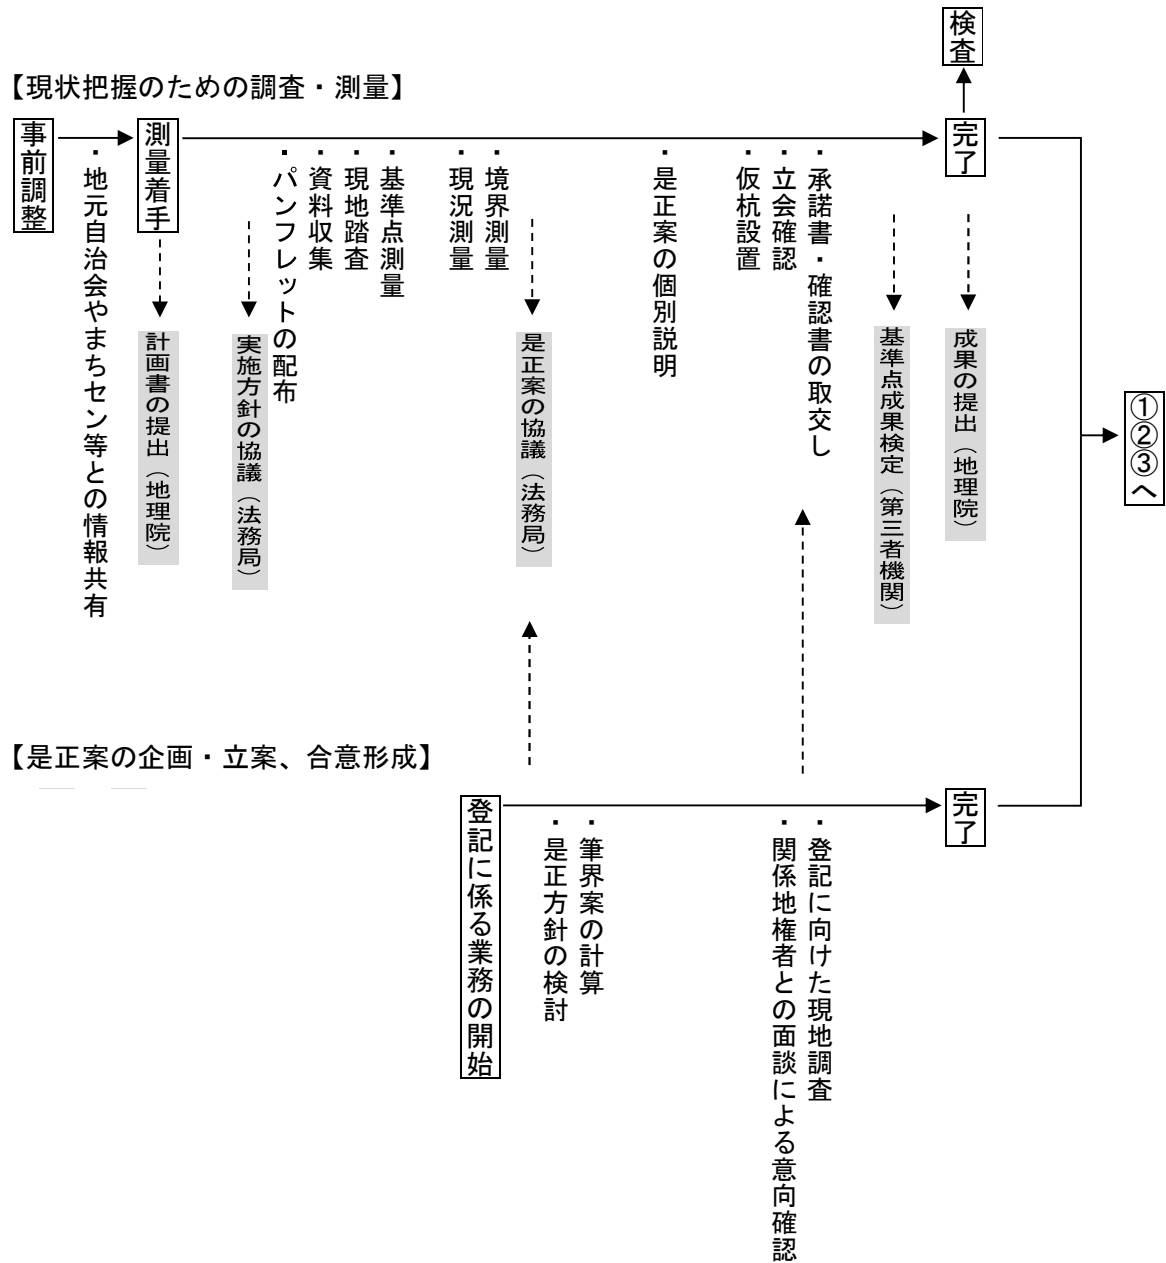 検査
【現状把握のための調査・測量】
事前調整
・地元自治会やまちセン等との情報共有
測量着手
計画書の提出（地理院）
実施方針の協議（法務局）
・パンフレットの配布
・資料収集
・現地踏査
・基準点測量
・現況測量
・境界測量
是正案の協議（法務局）
・是正案の個別説明
・仮杭設置
・立会確認
・承諾書・確認書の取交し
基準点成果検定（第三者機関）
完了
成果の提出（地理院）
①②③へ
【是正案の企画・立案、合意形成】
登記に係る業務の開始
・是正方針の検討
・筆界案の計算
・関係地権者との面談による意向確認
・登記に向けた現地調査
完了